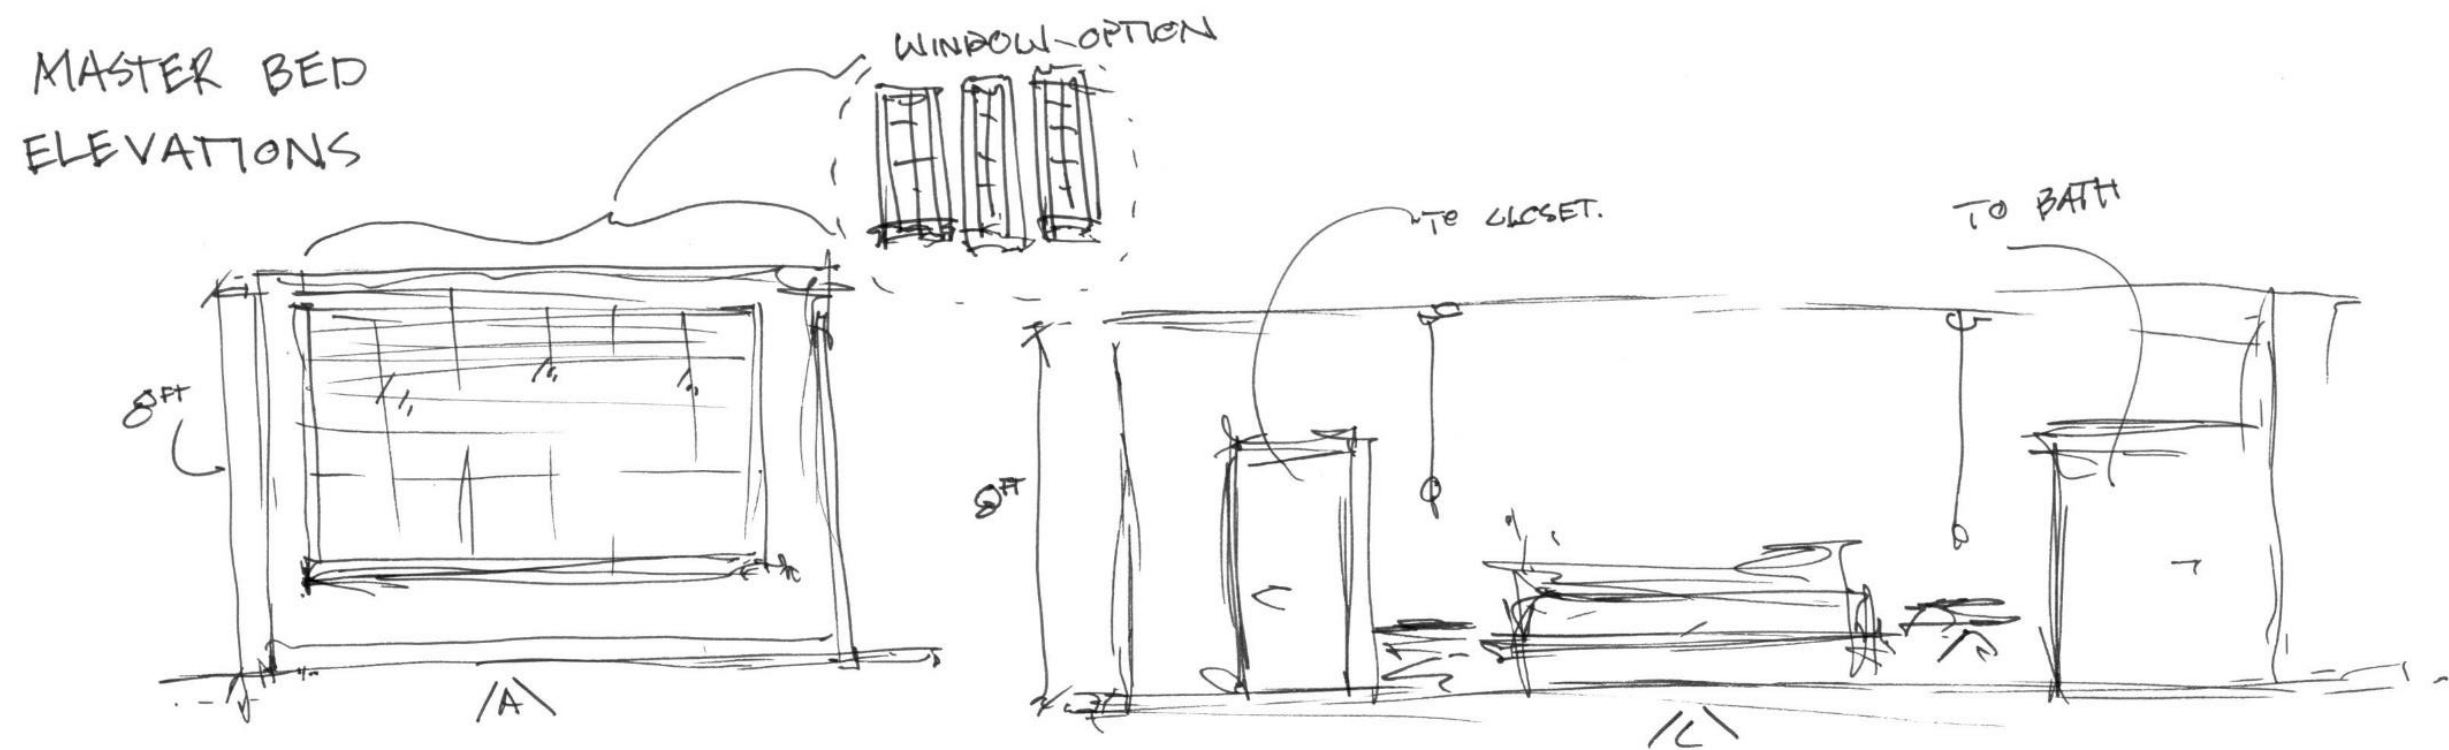 MASTER BED
ELEVATIONS
WINDOW-OPTION
TO CLOSET.
TO BATH
8FT
8FT
A
C